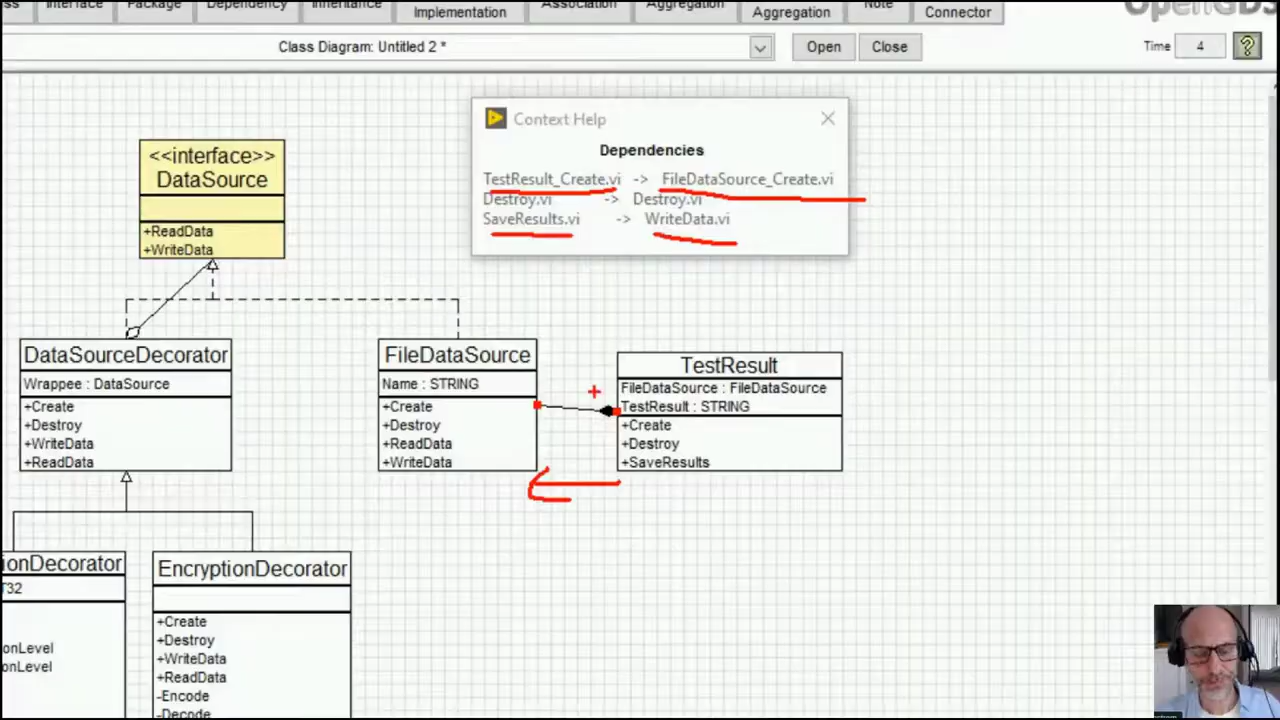 Interface
Package
Dependency
Inheritance
Implementation
Association
Aggregation
Aggregation
Note
Connector
OpenGDS
Class Diagram: Untitled 2 *
Open
Close
Time
4
?
Context Help
Dependencies
TestResult_Create.vi -> FileDataSource_Create.vi
Destroy.vi -> Destroy.vi
SaveResults.vi -> WriteData.vi
<<interface>>
DataSource
+ReadData
+WriteData
DataSourceDecorator
Wrappee : DataSource
+Create
+Destroy
+WriteData
+ReadData
FileDataSource
Name : STRING
+Create
+Destroy
+ReadData
+WriteData
TestResult
FileDataSource : FileDataSource
TestResult : STRING
+Create
+Destroy
+SaveResults
ionDecorator
T32
onLevel
onLevel
EncryptionDecorator
+Create
+Destroy
+WriteData
+ReadData
-Encode
-Decode